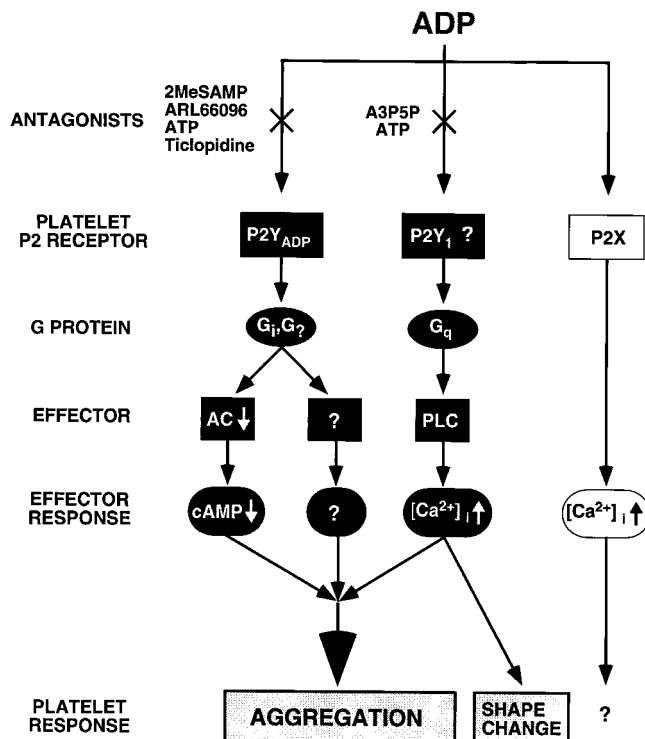 ADP
ANTAGONISTS
2MeSAMP
ARL66096
ATP
Ticlopidine
A3P5P
ATP
PLATELET
P2 RECEPTOR
P2Y_ADP
P2Y₁ ?
P2X
G PROTEIN
Gᵢ,G?
G_q
EFFECTOR
AC↓
?
PLC
EFFECTOR
RESPONSE
cAMP↓
?
[Ca²⁺]ᵢ↑
[Ca²⁺]ᵢ↑
PLATELET
RESPONSE
AGGREGATION
SHAPE
CHANGE
?